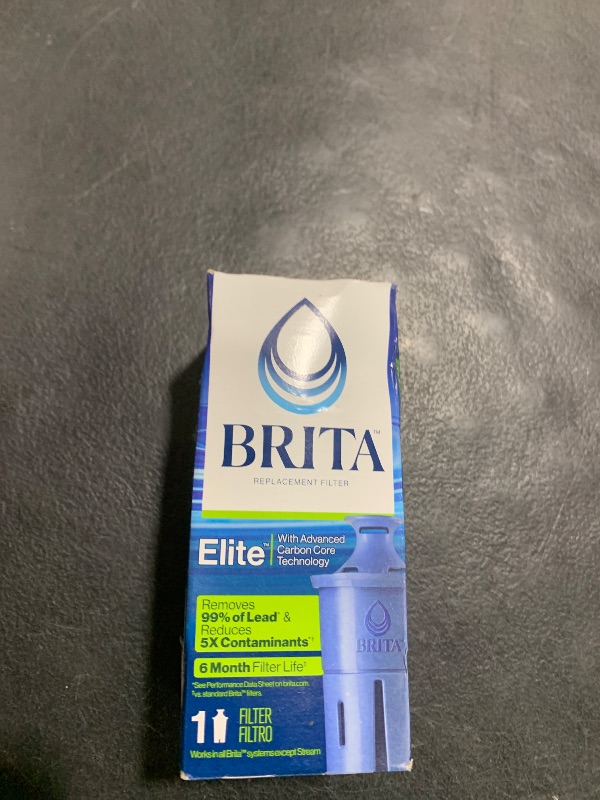 BRITA™
REPLACEMENT FILTER
Elite™
With Advanced
Carbon Core
Technology
Removes
99% of Lead* &
Reduces
5X Contaminants*†
6 Month Filter Life‡
BRITA
*See Performance Data Sheet on brita.com.
†vs. standard Brita™ filters.
1
FILTER
FILTRO
Works in all Brita™ systems except Stream